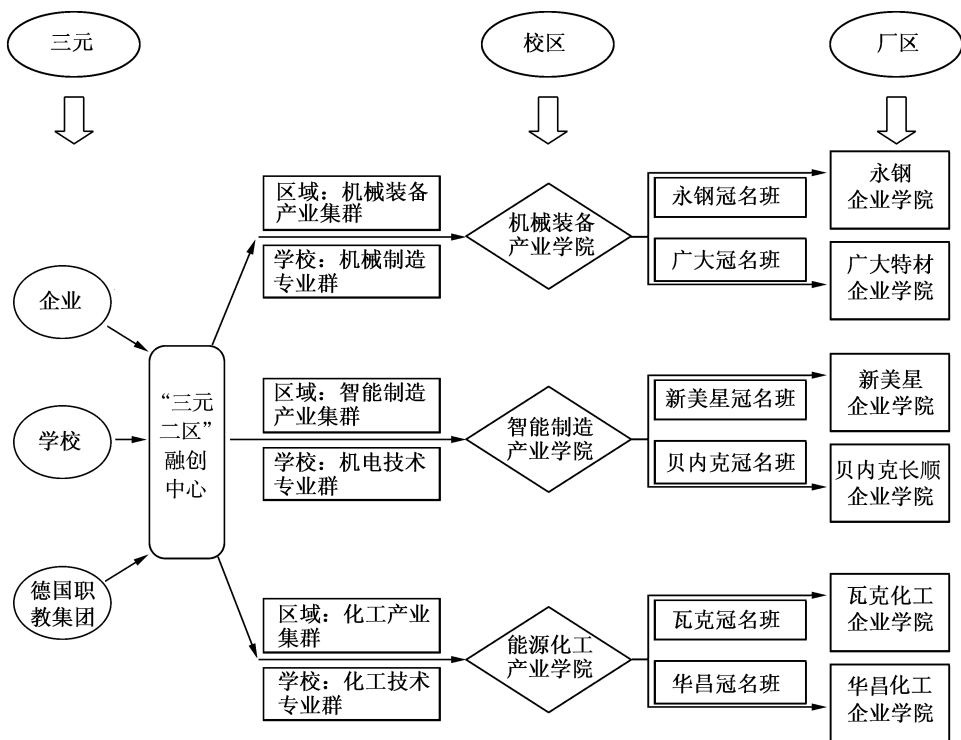 三元
校区
厂区
区域：机械装备
产业集群
学校：机械制造
专业群
机械装备
产业学院
永钢冠名班
广大冠名班
永钢
企业学院
广大特材
企业学院
企业
学校
德国职
教集团
“三元
二区”
融创
中心
区域：智能制造
产业集群
学校：机电技术
专业群
智能制造
产业学院
新美星冠名班
贝内克冠名班
新美星
企业学院
贝内克长顺
企业学院
区域：化工产业
集群
学校：化工技术
专业群
能源化工
产业学院
瓦克冠名班
华昌冠名班
瓦克化工
企业学院
华昌化工
企业学院